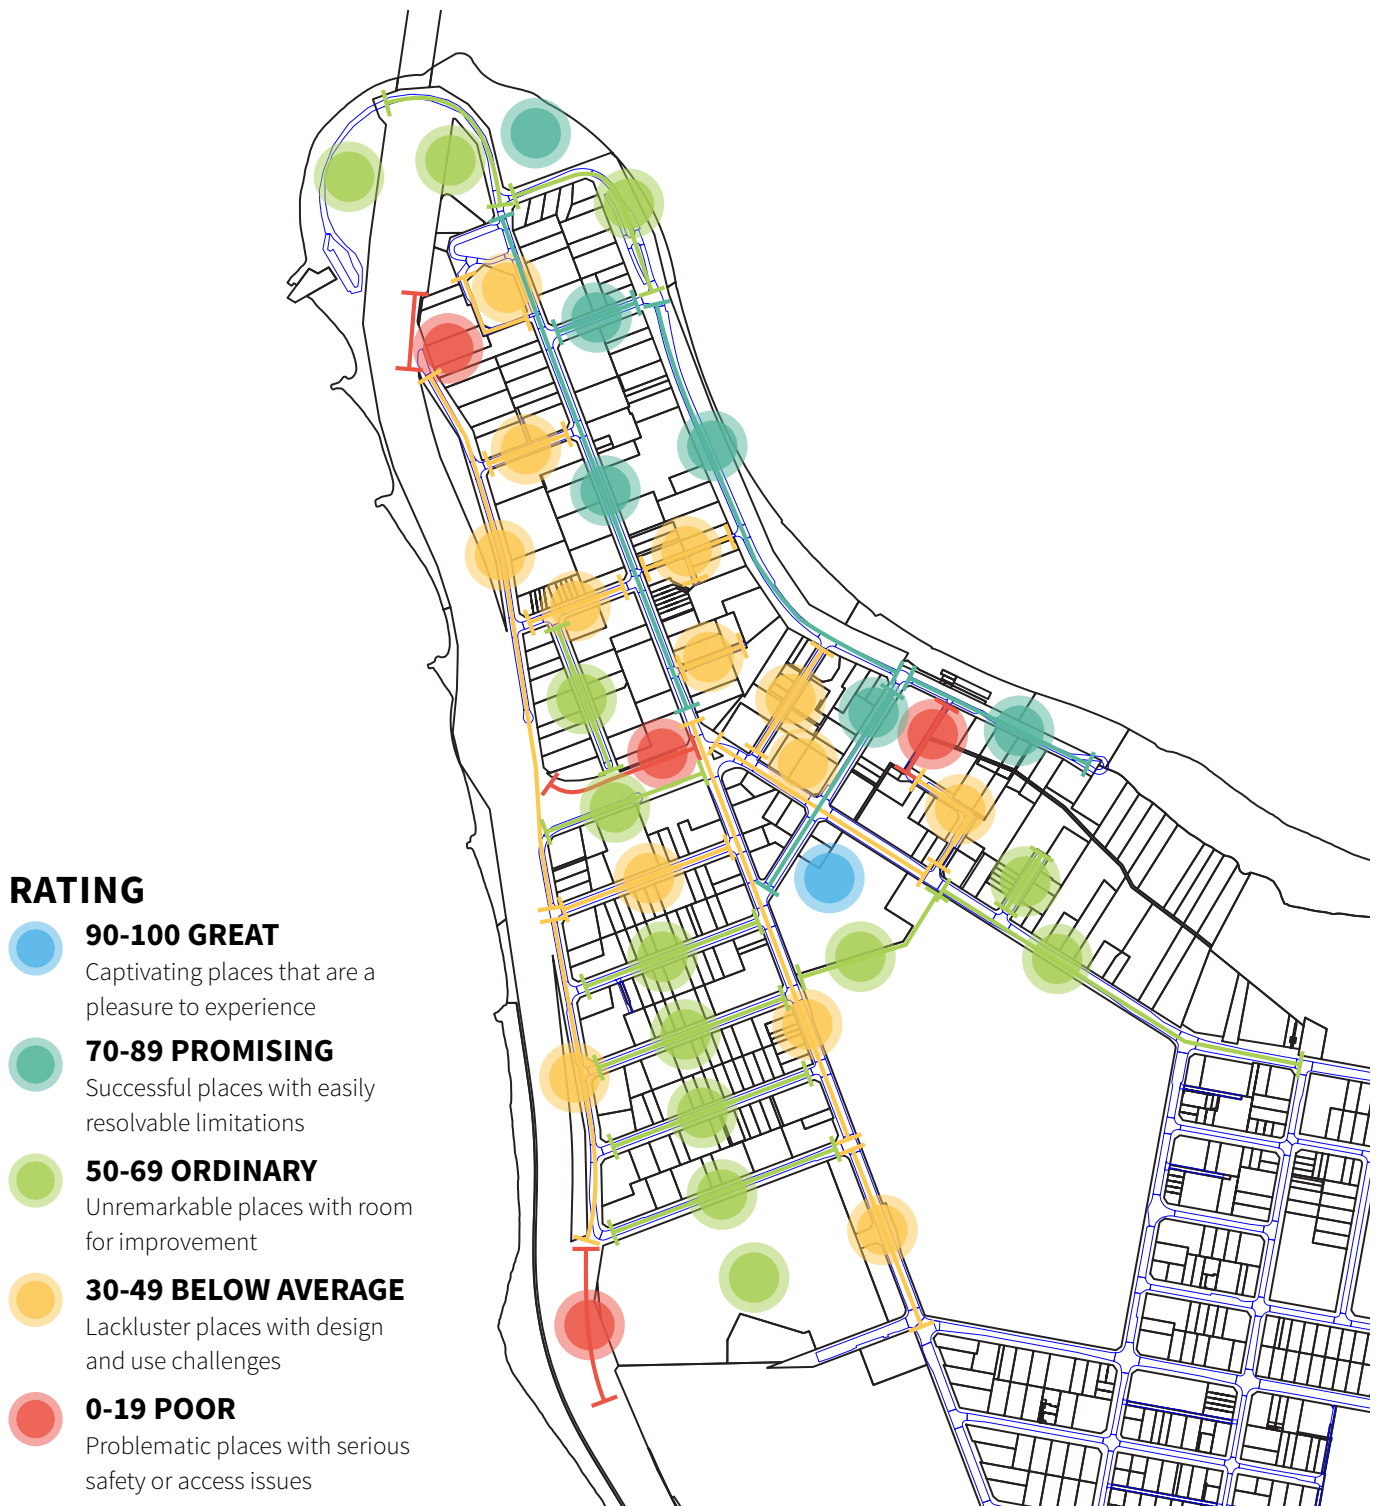 RATING
90-100 GREAT
Captivating places that are a
pleasure to experience
70-89 PROMISING
Successful places with easily
resolvable limitations
50-69 ORDINARY
Unremarkable places with room
for improvement
30-49 BELOW AVERAGE
Lackluster places with design
and use challenges
0-19 POOR
Problematic places with serious
safety or access issues